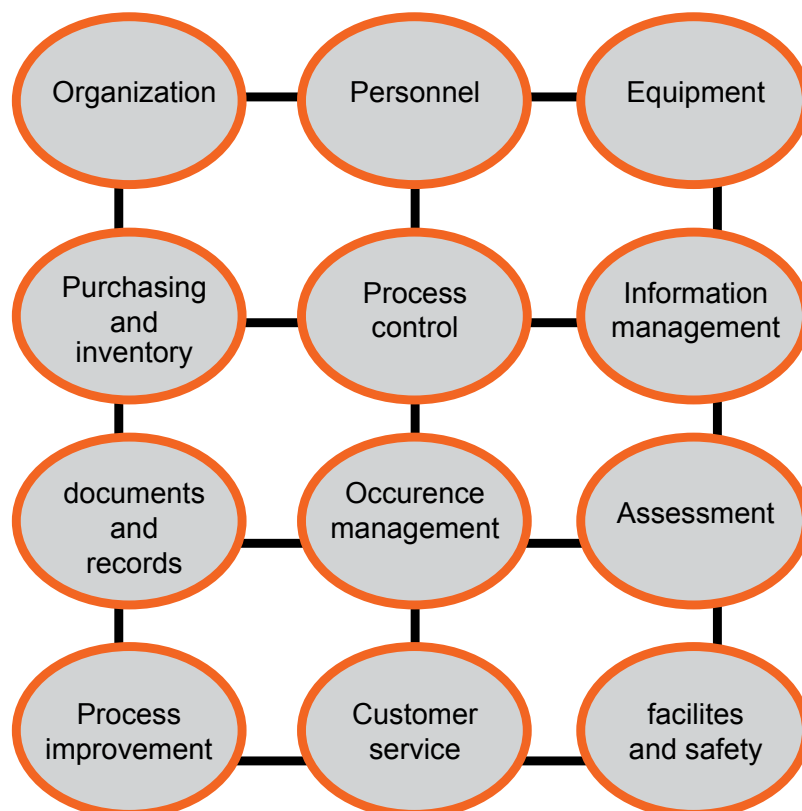 Organization
Personnel
Equipment
Purchasing
and
inventory
Process
control
Information
management
documents
and
records
Occurence
management
Assessment
Process
improvement
Customer
service
facilites
and safety